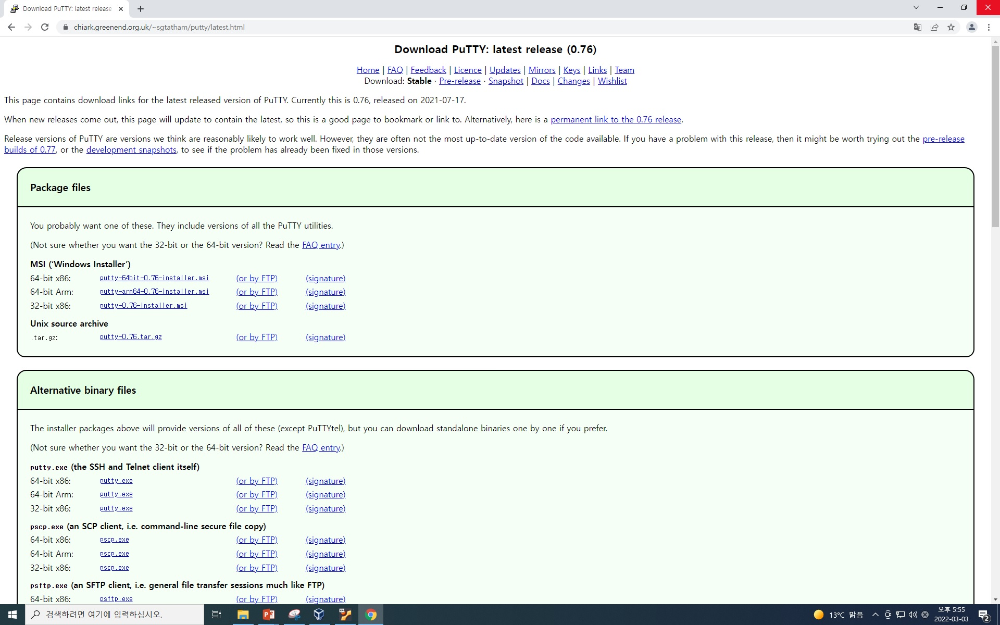 Download PuTTY: latest release
chiark.greenend.org.uk/~sgtatham/putty/latest.html
Download PuTTY: latest release (0.76)
Home | FAQ | Feedback | Licence | Updates | Mirrors | Keys | Links | Team
Download: Stable · Pre-release · Snapshot | Docs | Changes | Wishlist
This page contains download links for the latest released version of PuTTY. Currently this is 0.76, released on 2021-07-17.
When new releases come out, this page will update to contain the latest, so this is a good page to bookmark or link to. Alternatively, here is a permanent link to the 0.76 release.
Release versions of PuTTY are versions we think are reasonably likely to work well. However, they are often not the most up-to-date version of the code available. If you have a problem with this release, then it might be worth trying out the pre-release
builds of 0.77, or the development snapshots, to see if the problem has already been fixed in those versions.
Package files
You probably want one of these. They include versions of all the PuTTY utilities.
(Not sure whether you want the 32-bit or the 64-bit version? Read the FAQ entry.)
MSI (‘Windows Installer’)
64-bit x86: putty-64bit-0.76-installer.msi (or by FTP) (signature)
64-bit Arm: putty-arm64-0.76-installer.msi (or by FTP) (signature)
32-bit x86: putty-0.76-installer.msi (or by FTP) (signature)
Unix source archive
.tar.gz: putty-0.76.tar.gz (or by FTP) (signature)
Alternative binary files
The installer packages above will provide versions of all of these (except PuTTYtel), but you can download standalone binaries one by one if you prefer.
(Not sure whether you want the 32-bit or the 64-bit version? Read the FAQ entry.)
putty.exe (the SSH and Telnet client itself)
64-bit x86: putty.exe (or by FTP) (signature)
64-bit Arm: putty.exe (or by FTP) (signature)
32-bit x86: putty.exe (or by FTP) (signature)
pscp.exe (an SCP client, i.e. command-line secure file copy)
64-bit x86: pscp.exe (or by FTP) (signature)
64-bit Arm: pscp.exe (or by FTP) (signature)
32-bit x86: pscp.exe (or by FTP) (signature)
psftp.exe (an SFTP client, i.e. general file transfer sessions much like FTP)
64-bit x86: psftp.exe (or by FTP) (signature)
검색하려면 여기에 입력하십시오.
13°C 맑음
오후 5:55
2022-03-03
2